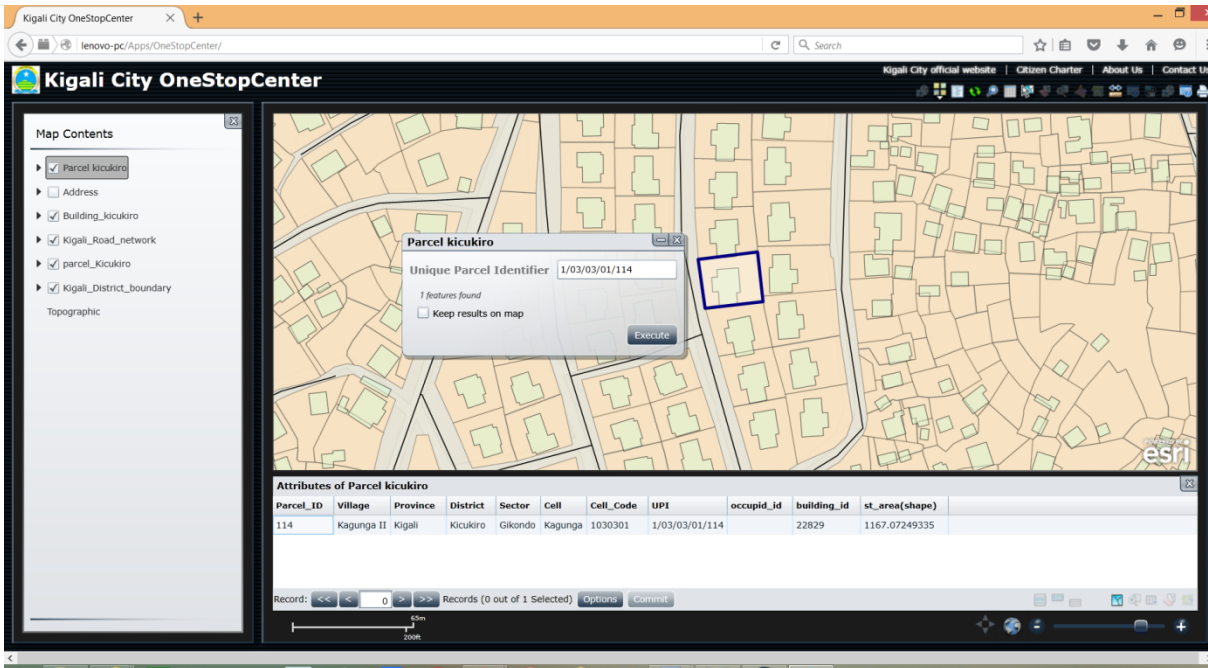 Kigali City OneStopCenter
lenovo-pc/Apps/OneStopCenter/
Search
Kigali City OneStopCenter
Kigali City official website | Citizen Charter | About Us | Contact Us
Map Contents
Parcel kicukiro
Address
Building_kicukiro
Kigali_Road_network
parcel_Kicukiro
Kigali_District_boundary
Topographic
Parcel kicukiro
Unique Parcel Identifier 1/03/03/01/114
1 features found
Keep results on map
Execute
POWERED BY
esri
Attributes of Parcel kicukiro
Parcel_ID Village Province District Sector Cell Cell_Code UPI occupid_id building_id st_area(shape)
114 Kagunga II Kigali Kicukiro Gikondo Kagunga 1030301 1/03/03/01/114 22829 1167.07249335
Record: << < 0 > >> Records (0 out of 1 Selected) Options Commit
65m
200ft